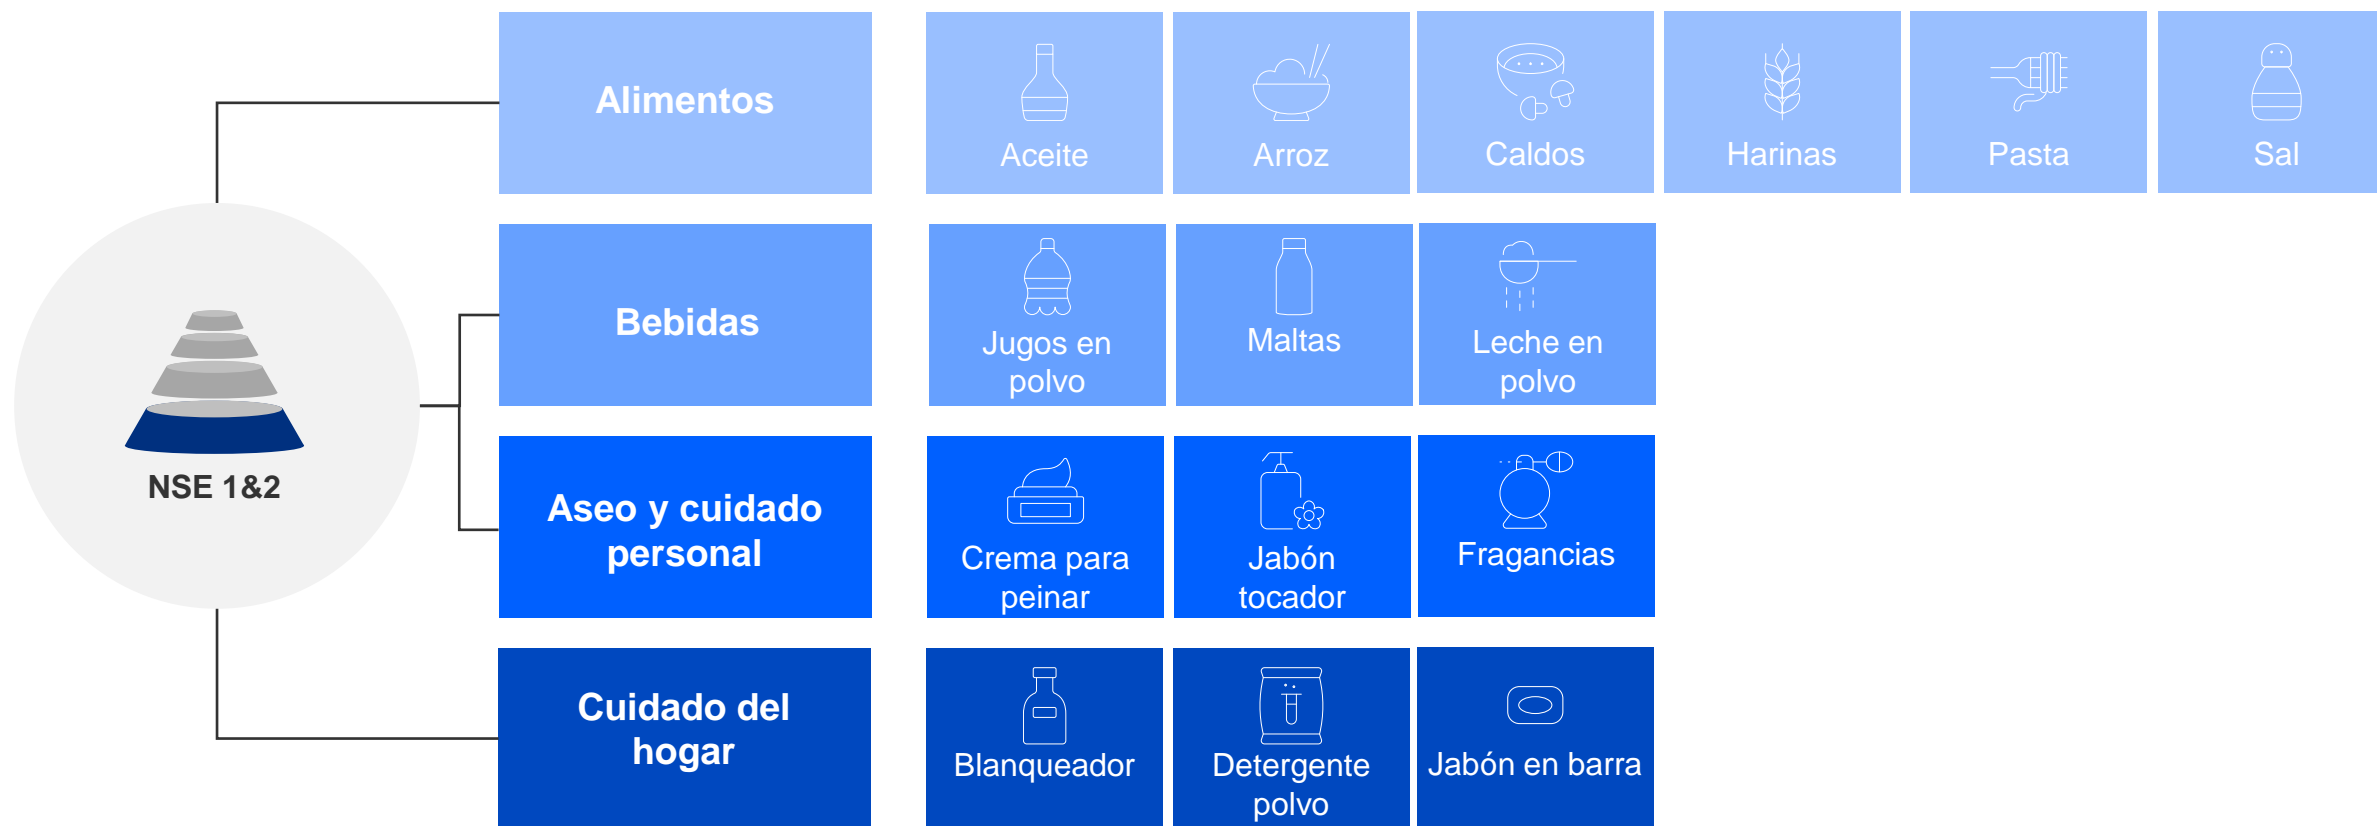 Alimentos
Aceite
Arroz
Caldos
Harinas
Pasta
Sal
NSE 1&2
Bebidas
Jugos en
polvo
Maltas
Leche en
polvo
Aseo y cuidado
personal
Crema para
peinar
Jabón
tocador
Fragancias
Cuidado del
hogar
Blanqueador
Detergente
polvo
Jabón en barra